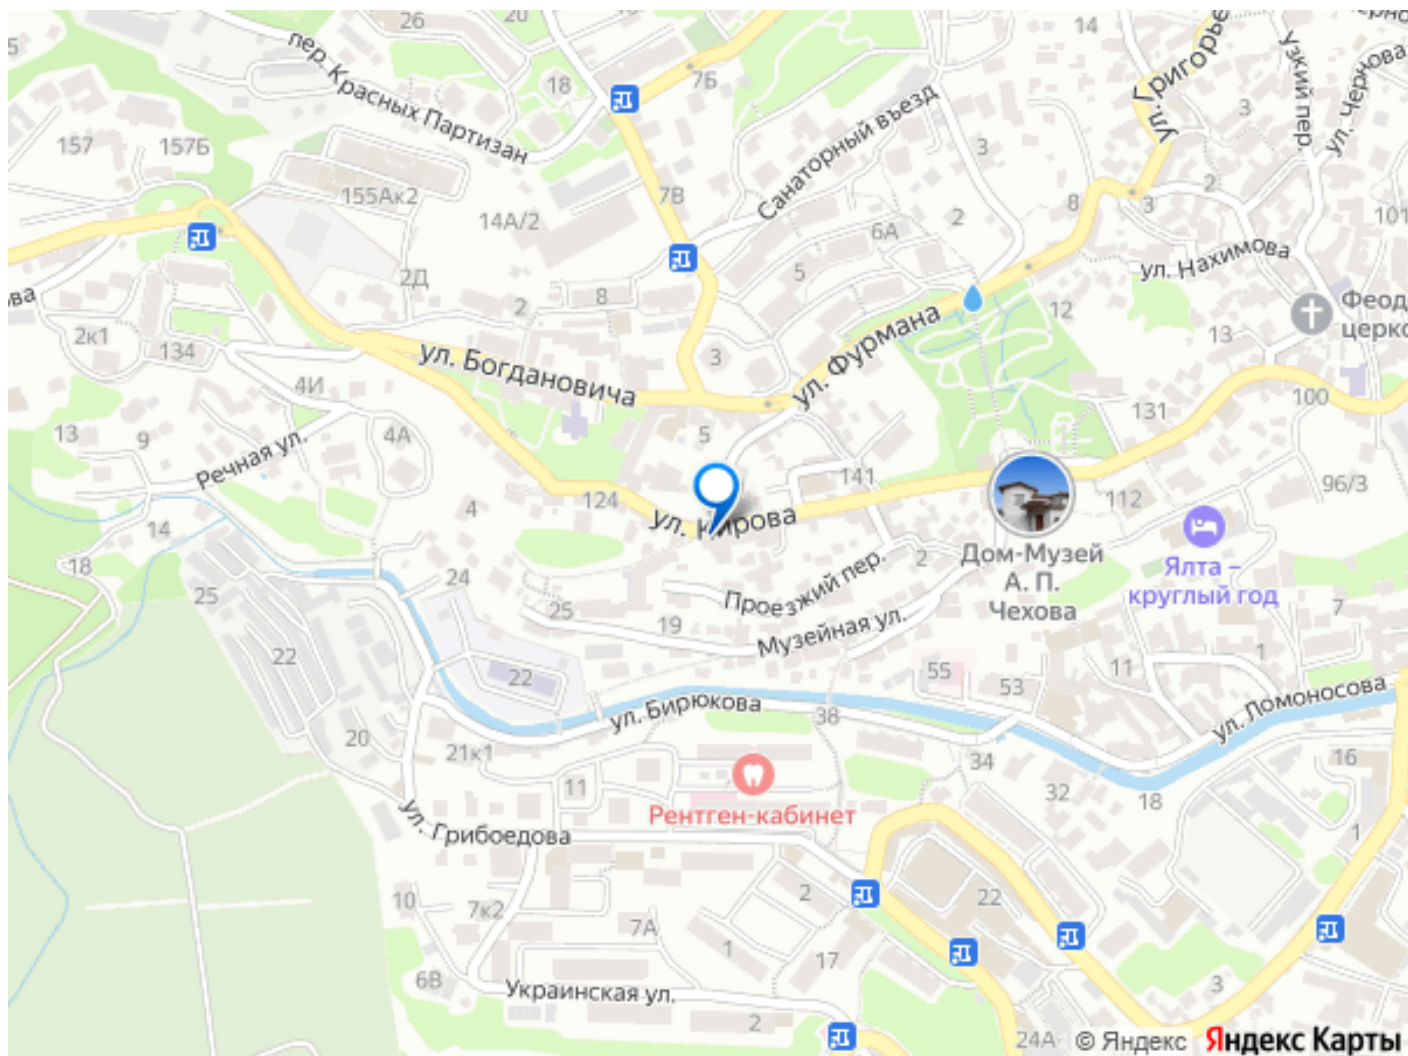 26
20
14
узкий пер.
ул. Чернова
5
пер. Красных Партизан
18
7Б
ул. Григорье
3
157
157Б
Санаторный въезд
3
155Ак2
7В
2
14А/2
2
8
3
101
6А
ул. Нахимова
2Д
5
ова
2
8
12
Феод
церко
2к1
134
ул. Богдановича
3
ул. Фурмана
13
4И
131
100
13
9
Речная ул.
4А
5
141
124
ул. Кирова
112
96/3
14
4
Дом-Музей
А. П.
Чехова
2
Ялта –
круглый год
18
25
24
Проезжий пер.
25
19
Музейная ул.
7
22
22
55
53
11
1
ул. Бирюкова
38
ул. Ломоносова
20
21к1
11
34
32
18
16
Рентген-кабинет
ул. Грибоедова
1
10
7к2
2
22
7А
1
17
6В
Украинская ул.
3
2
24А
© Яндекс
Яндекс Карты